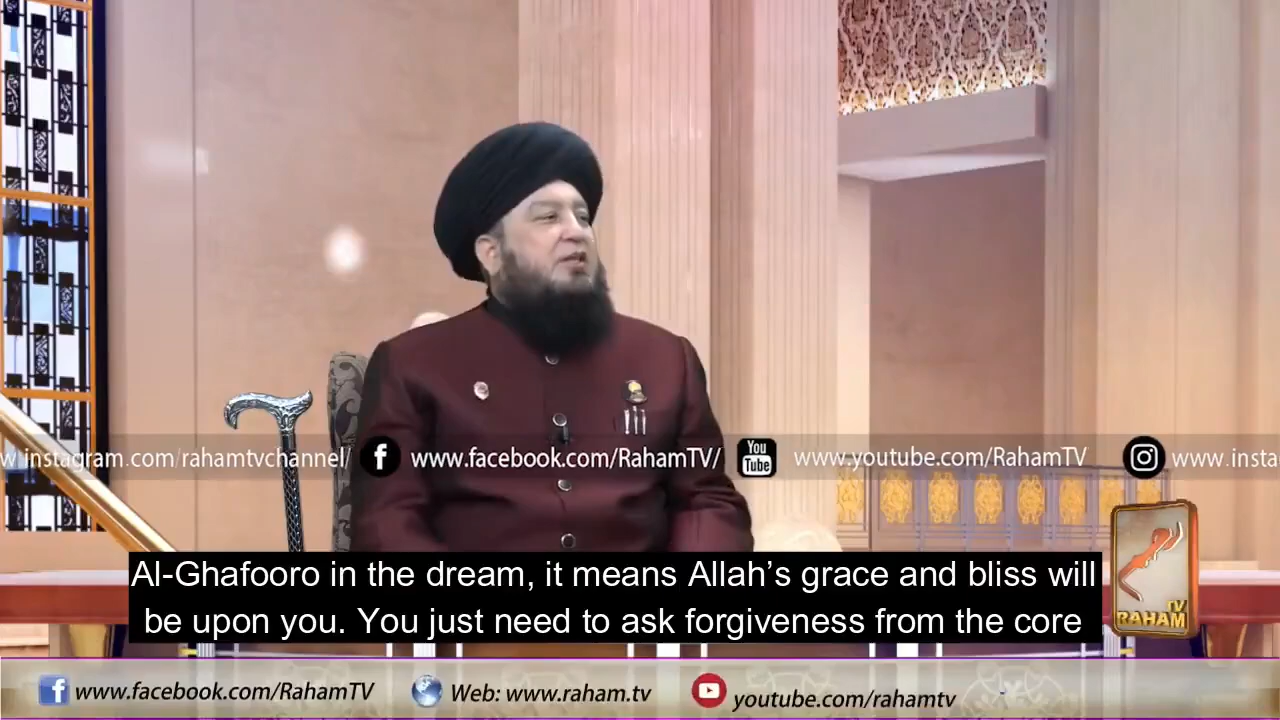 w.instagram.com/rahamtvchannel/ www.facebook.com/RahamTV/ You Tube www.youtube.com/RahamTV www.insta
Al-Ghafooro in the dream, it means Allah’s grace and bliss will
be upon you. You just need to ask forgiveness from the core
TV
RAHAM
www.facebook.com/RahamTV Web: www.raham.tv youtube.com/rahamtv